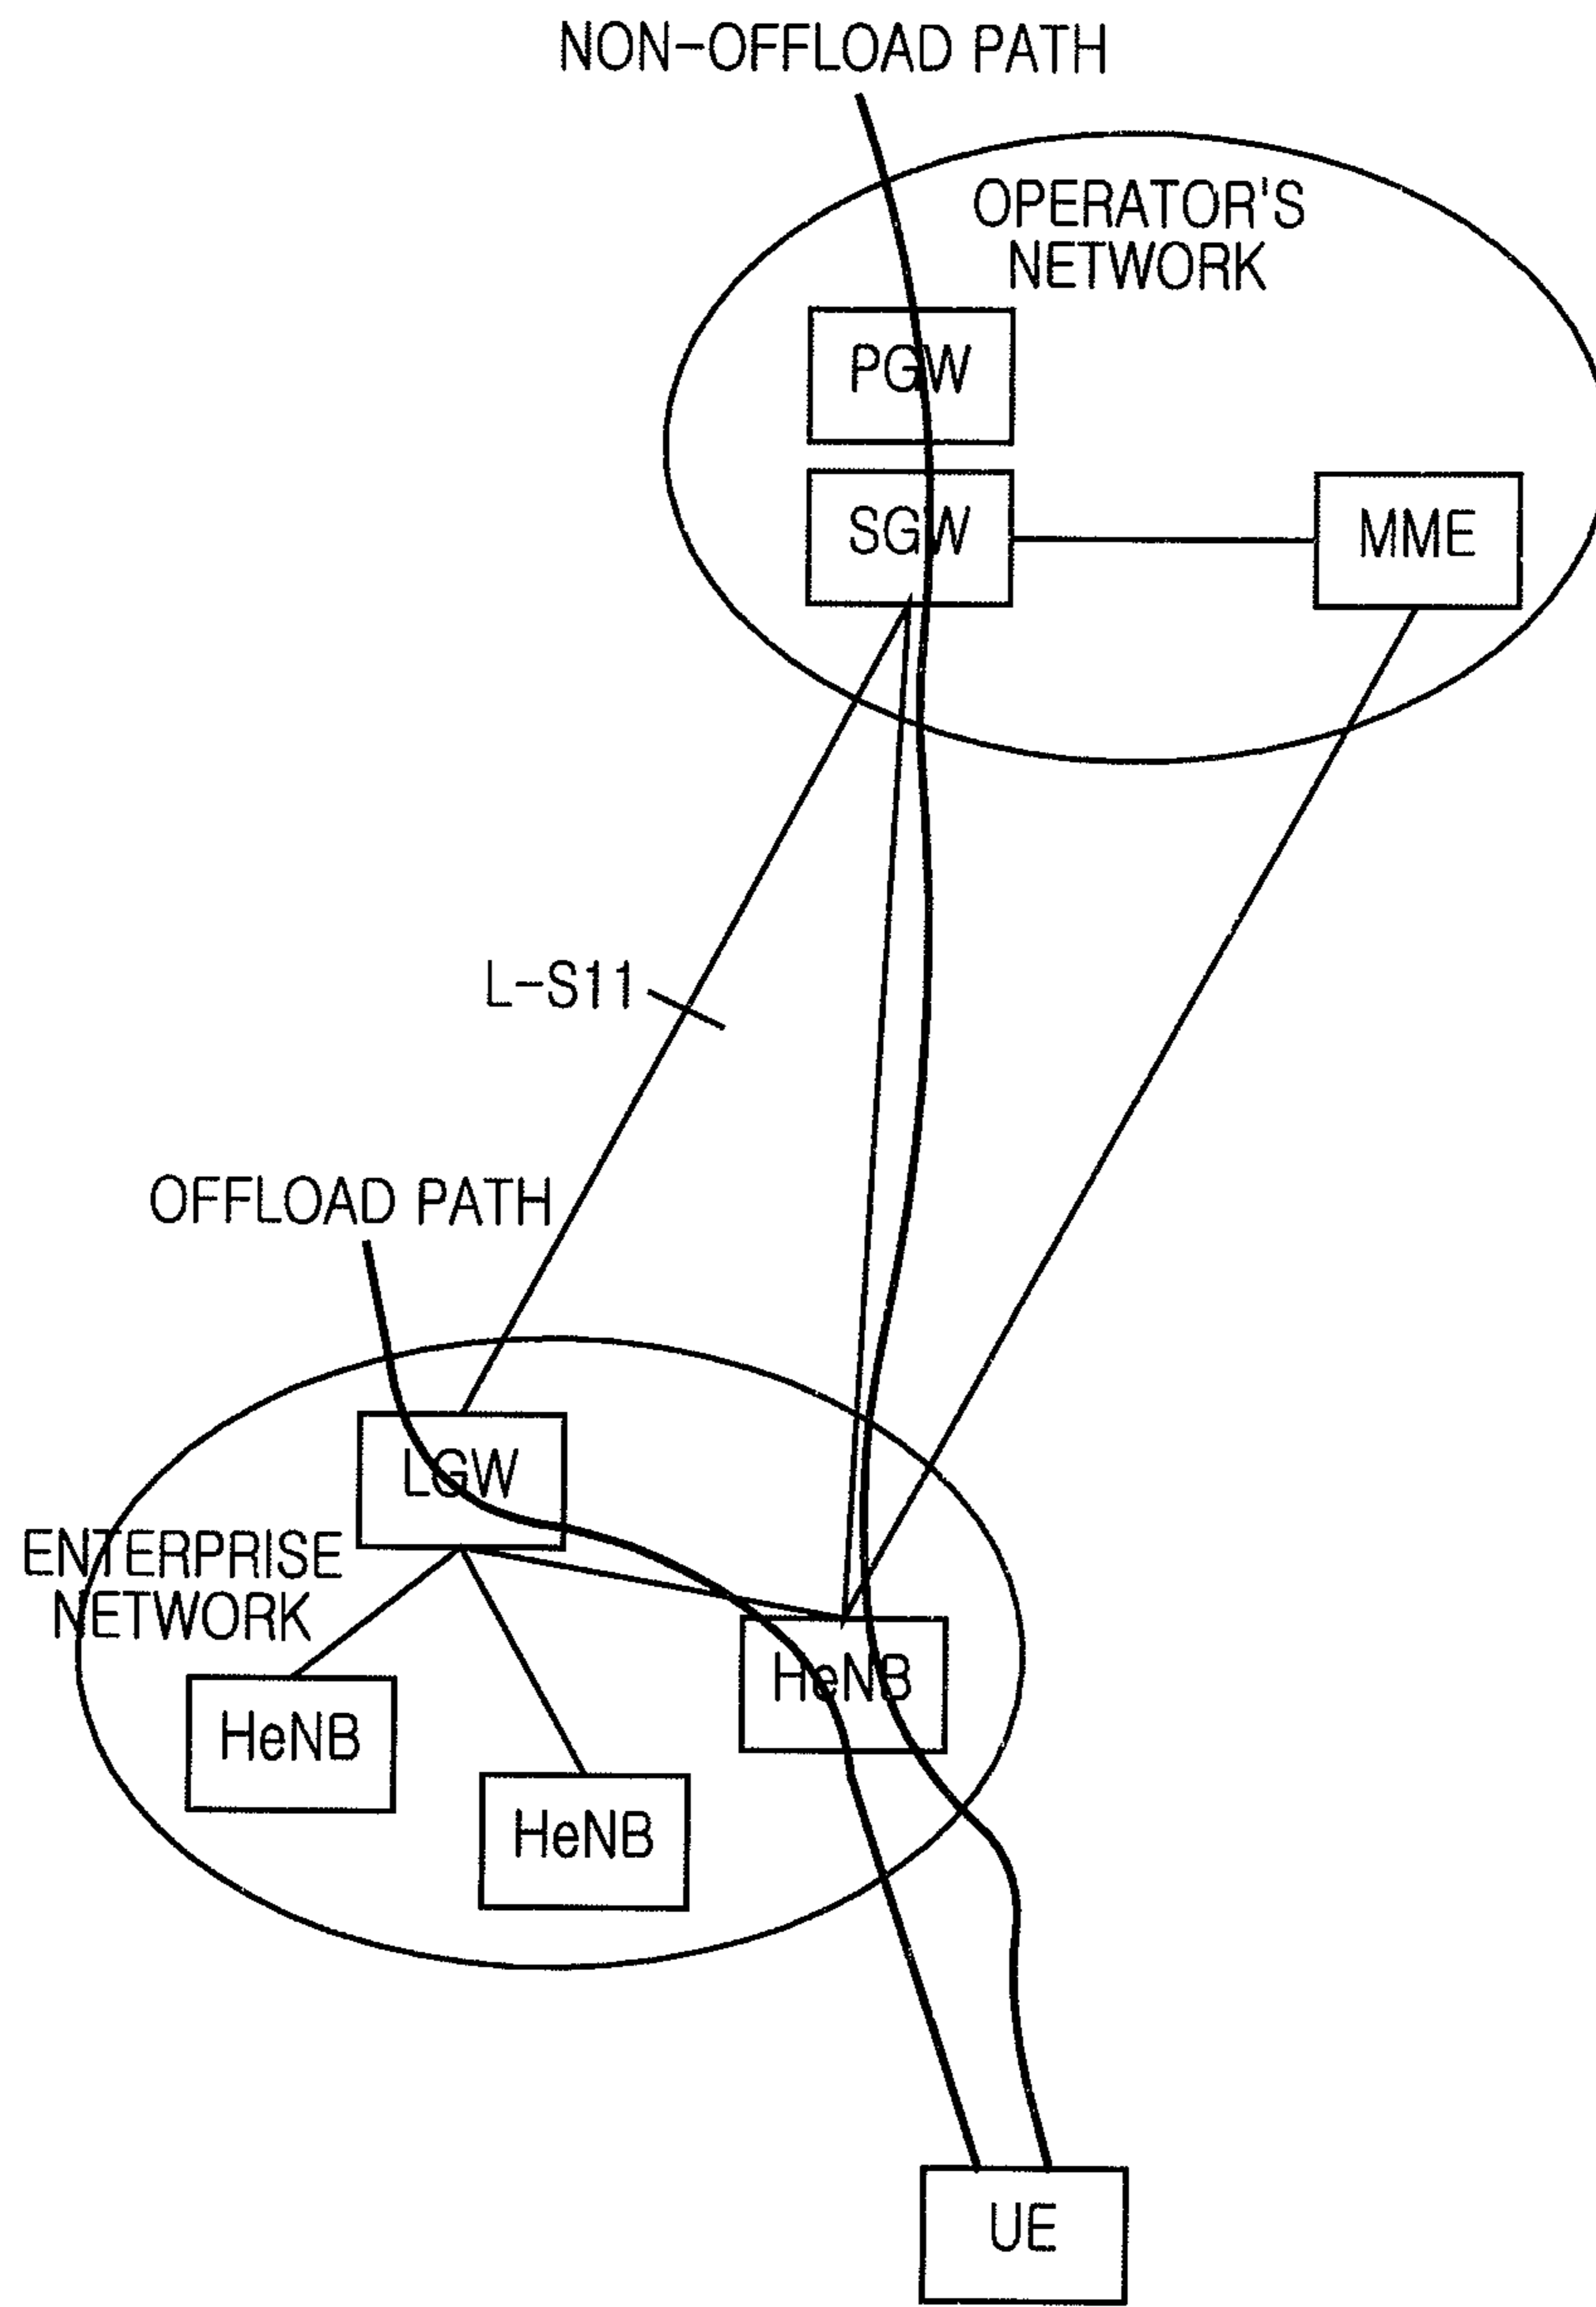 NON-OFFLOAD PATH
OPERATOR'S
NETWORK
PGW
SGW
MME
L-S11
OFFLOAD PATH
LGW
ENTERPRISE
NETWORK
HeNB
HeNB
HeNB
UE